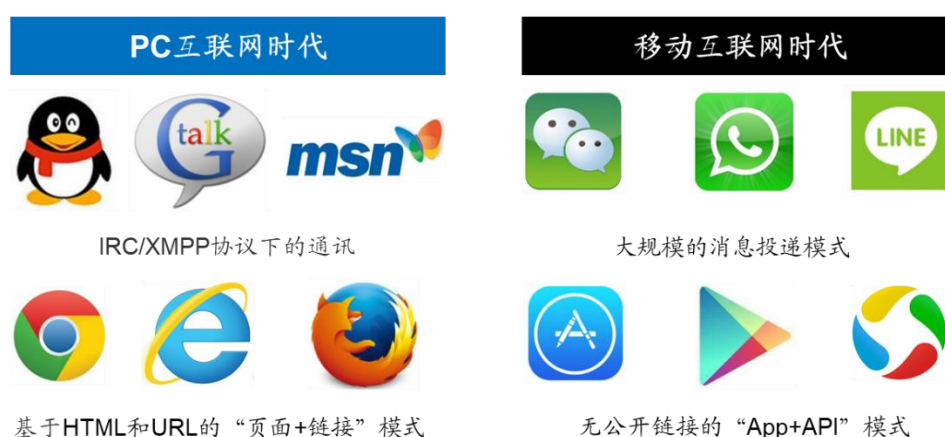 PC互联网时代
移动互联网时代
talk
msn
LINE
IRC/XMPP协议下的通讯
大规模的消息投递模式
基于HTML和URL的“页面+链接”模式
无公开链接的“App+API”模式